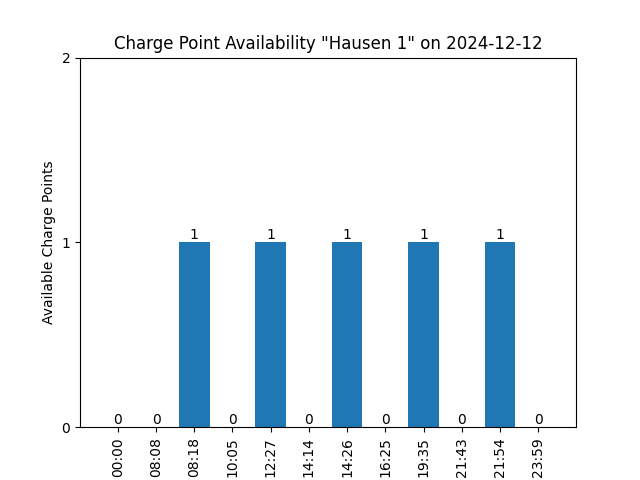 Charge Point Availability "Hausen 1" on 2024-12-12
2
1
0
Available Charge Points
0 0 1 0 1 0 1 0 1 0 1 0
00:00 08:08 08:18 10:05 12:27 14:14 14:26 16:25 19:35 21:43 21:54 23:59